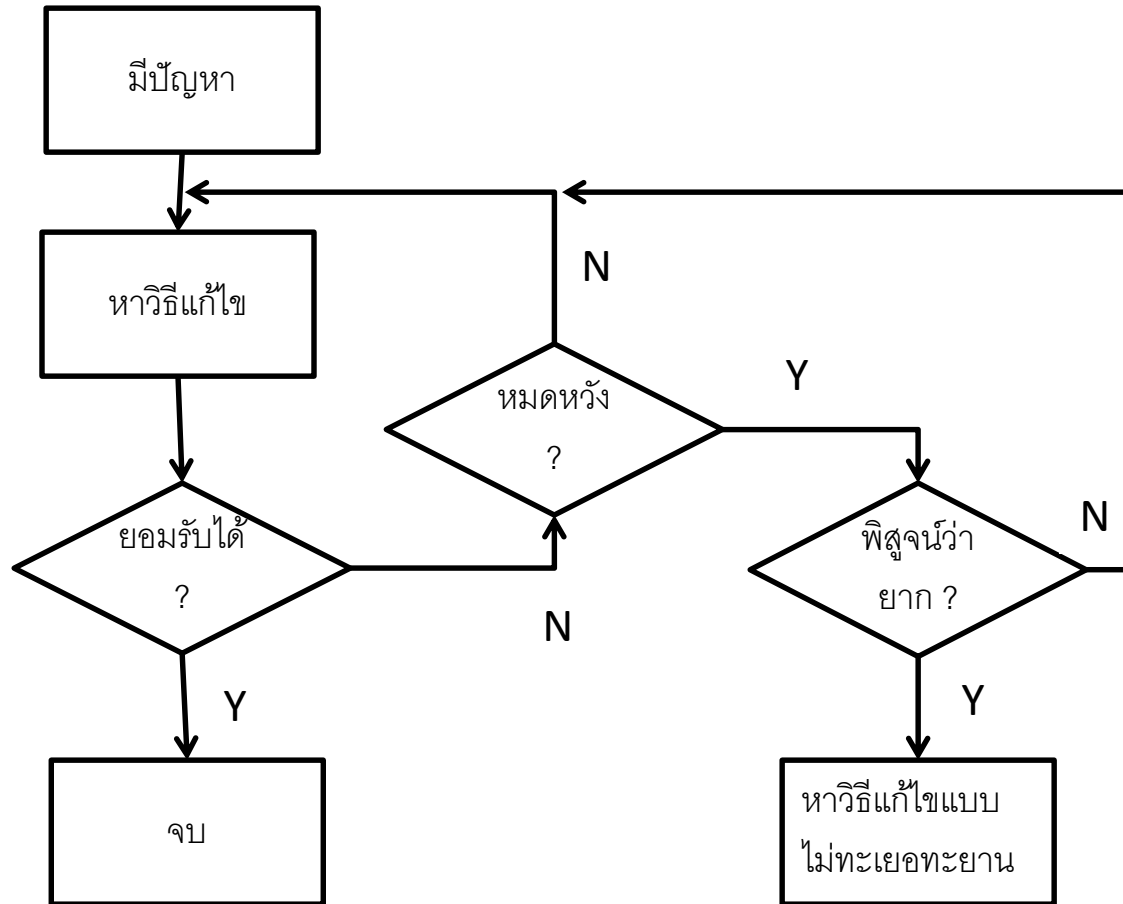 มีปัญหา
หาวิธีแก้ไข
N
หมดหวัง
?
Y
ยอมรับได้
?
N
พิสูจน์ว่า
ยาก ?
N
Y
Y
จบ
หาวิธีแก้ไขแบบ
ไม่ทะเยอทะยาน